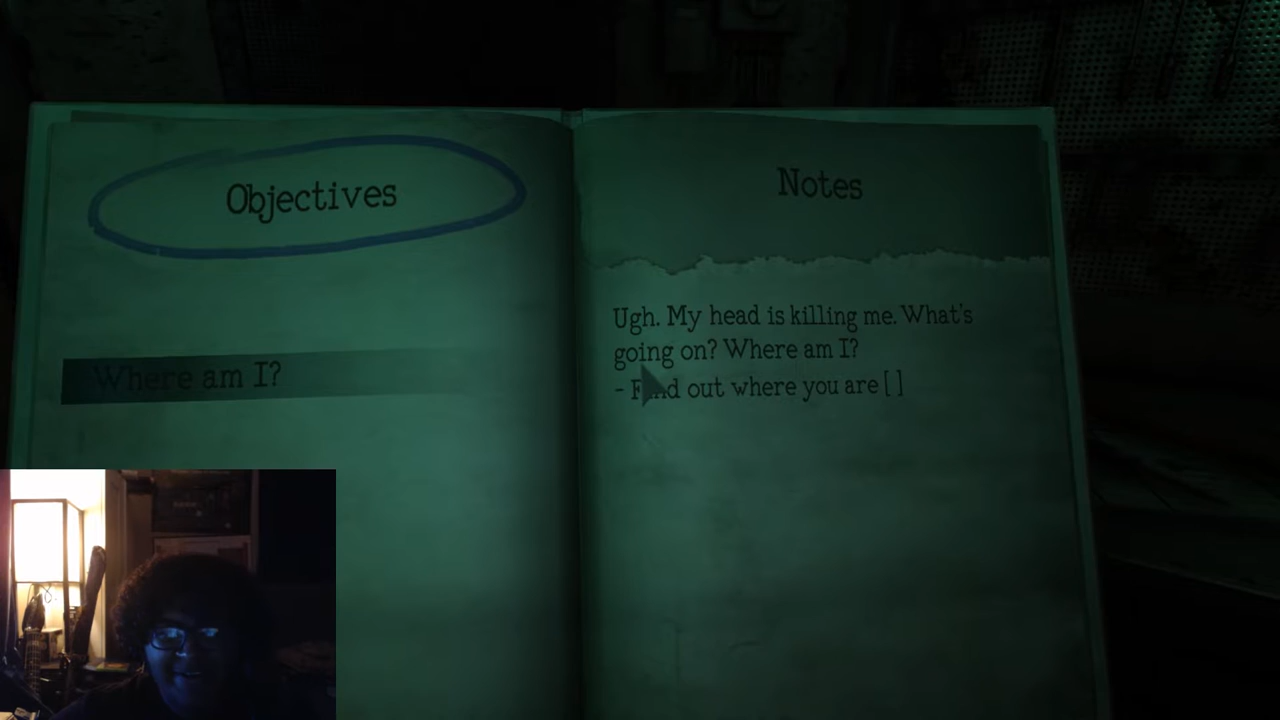 Objectives
Where am I?
Notes
Ugh. My head is killing me. What's
going on? Where am I?
- Find out where you are [ ]